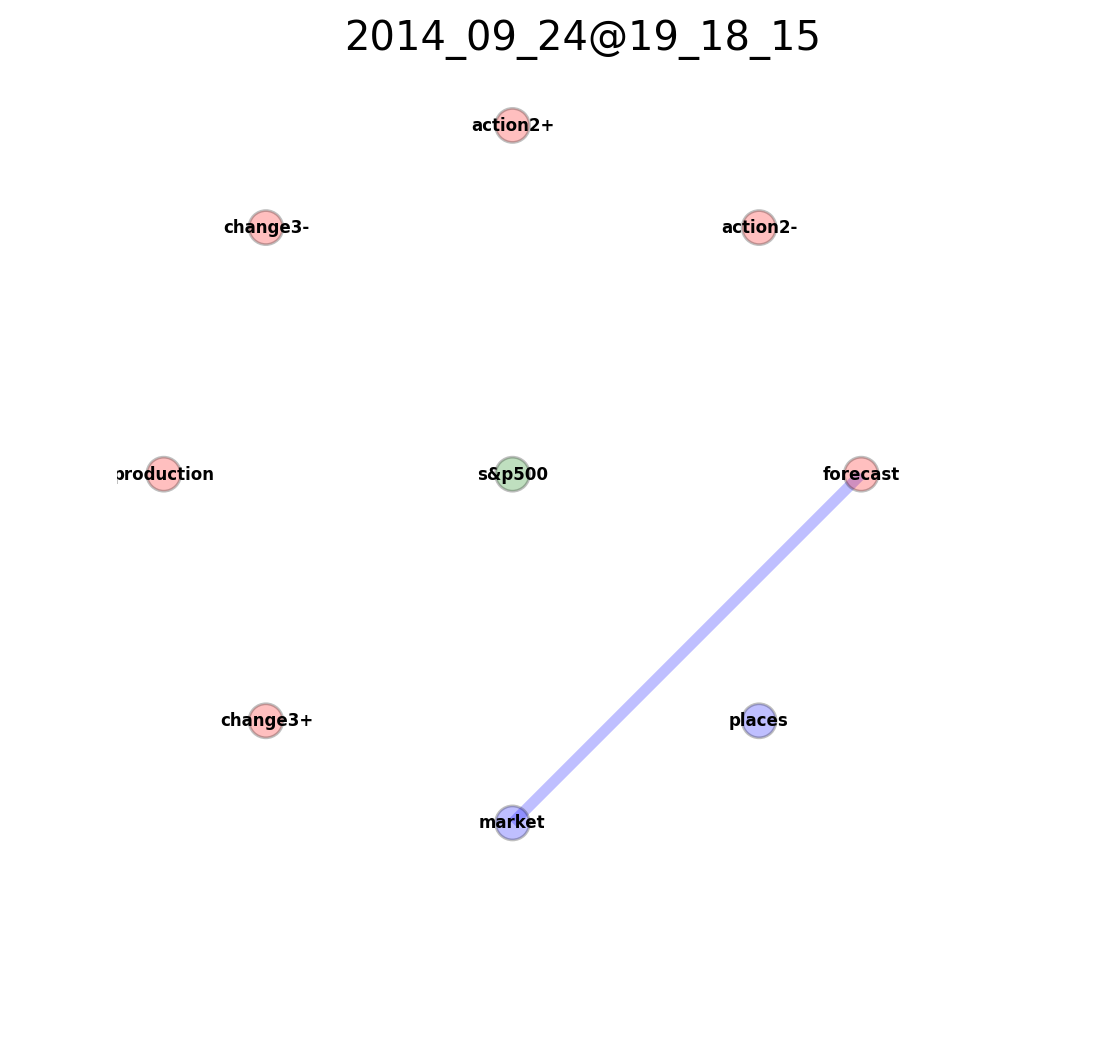 2014_09_24@19_18_15
action2+
change3-
action2-
production
s&p500
forecast
change3+
places
market